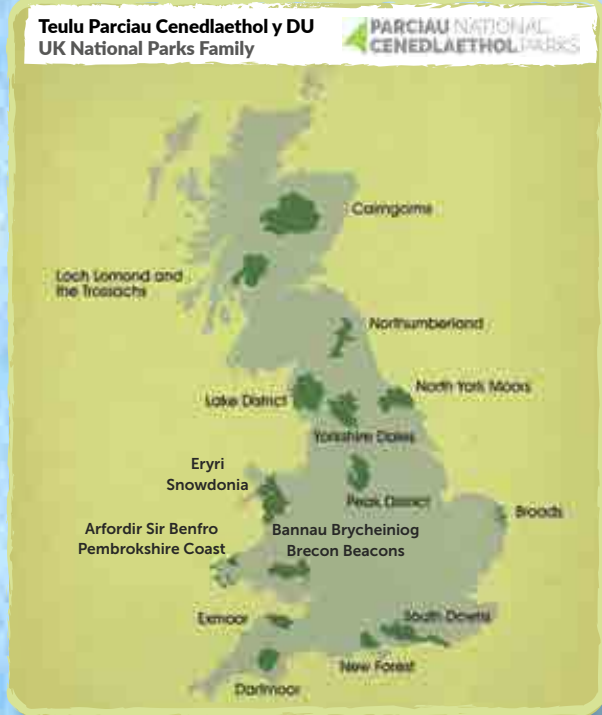 Teulu Parciau Cenedlaethol y DU
UK National Parks Family
PARCIAU NATIONAL
CENEDLAETHOL PARKS
Cairngorms
Loch Lomond and
the Trossachs
Northumberland
North York Moors
Lake District
Yorkshire Dales
Eryri
Snowdonia
Peak District
Broads
Arfordir Sir Benfro
Pembrokshire Coast
Bannau Brycheiniog
Brecon Beacons
Exmoor
South Downs
New Forest
Dartmoor